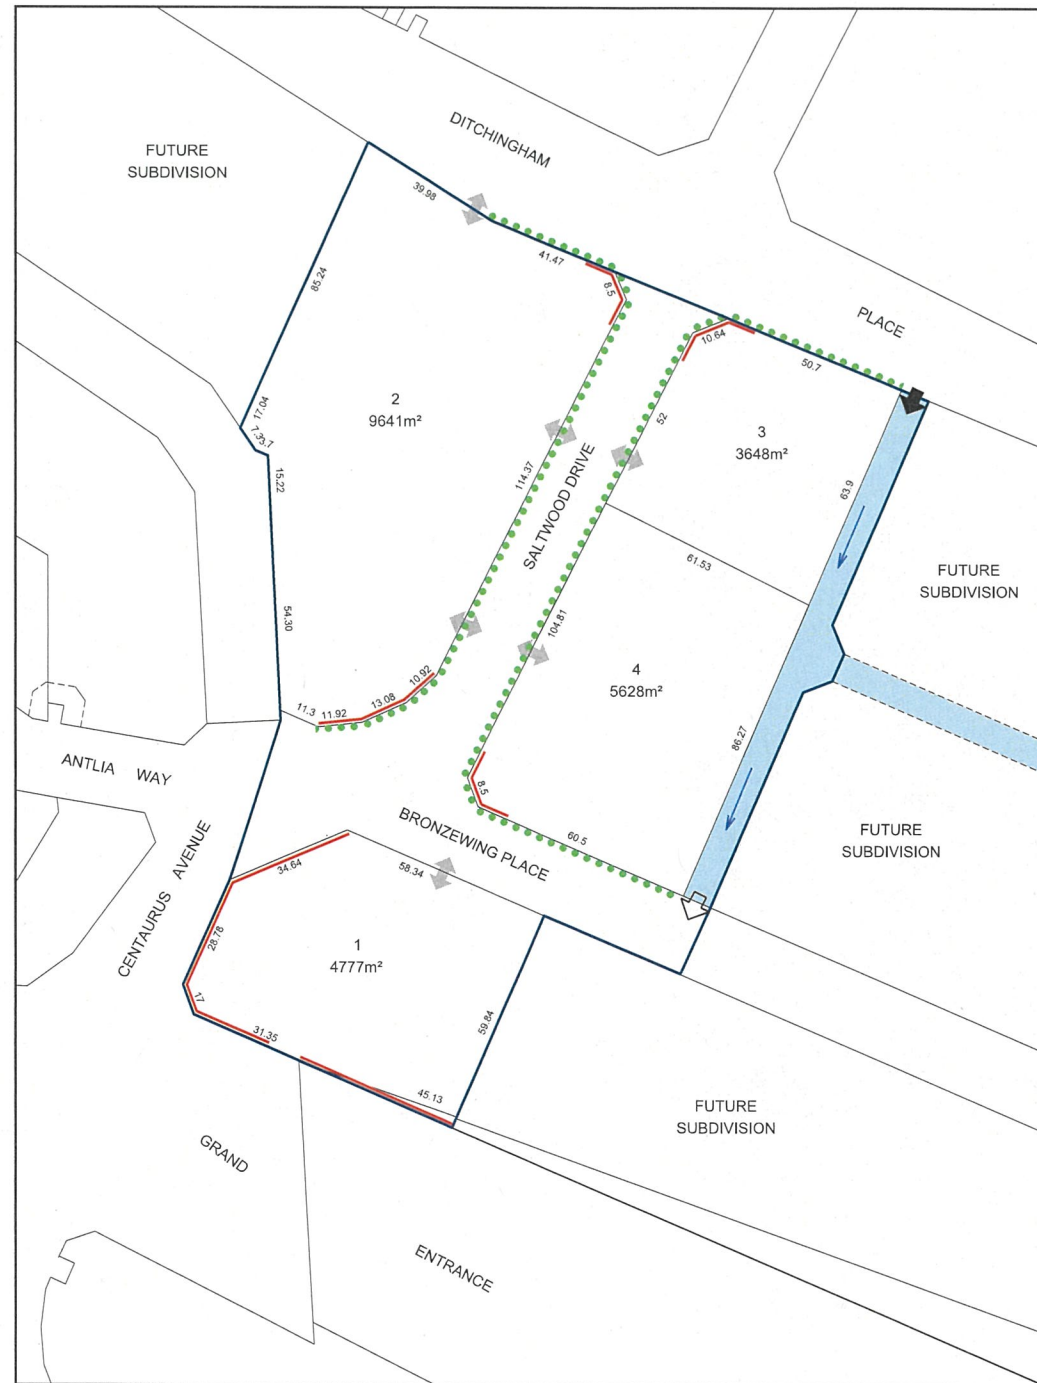 DITCHINGHAM
FUTURE
SUBDIVISION
39.98
41.47
8.5
85.24
PLACE
10.64
50.7
2
9641m²
52
3
3648m²
17.04
15.22
114.37
SALTWOOD DRIVE
63.9
61.53
FUTURE
SUBDIVISION
54.30
104.81
4
5628m²
10.92
13.08
11.3
11.92
86.27
ANTLIA WAY
8.5
BRONZEWING PLACE
60.5
FUTURE
SUBDIVISION
CENTAURUS AVENUE
34.64
58.34
28.78
1
4777m²
17
31.35
59.84
45.13
FUTURE
SUBDIVISION
GRAND
ENTRANCE